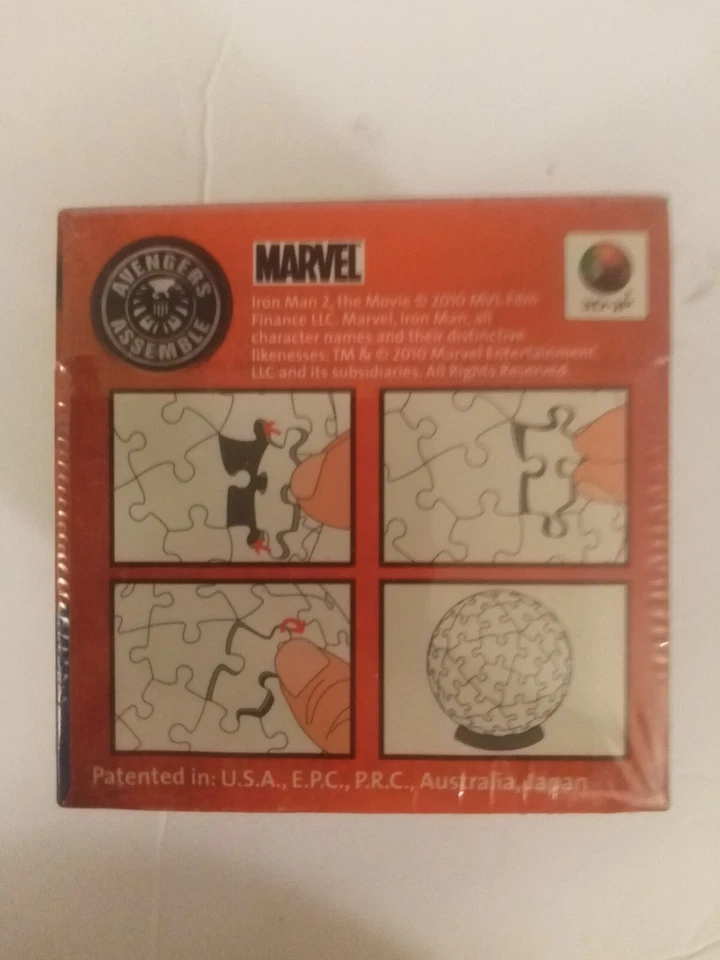 AVENGERS
ASSEMBLE
MARVEL
Iron Man 2, the Movie © 2010 MVL Film
Finance LLC. Marvel, Iron Man, all
character names and their distinctive
likenesses: TM & © 2010 Marvel Entertainment,
LLC and its subsidiaries. All Rights Reserved.
Patented in: U.S.A., E.P.C., P.R.C., Australia, Japan